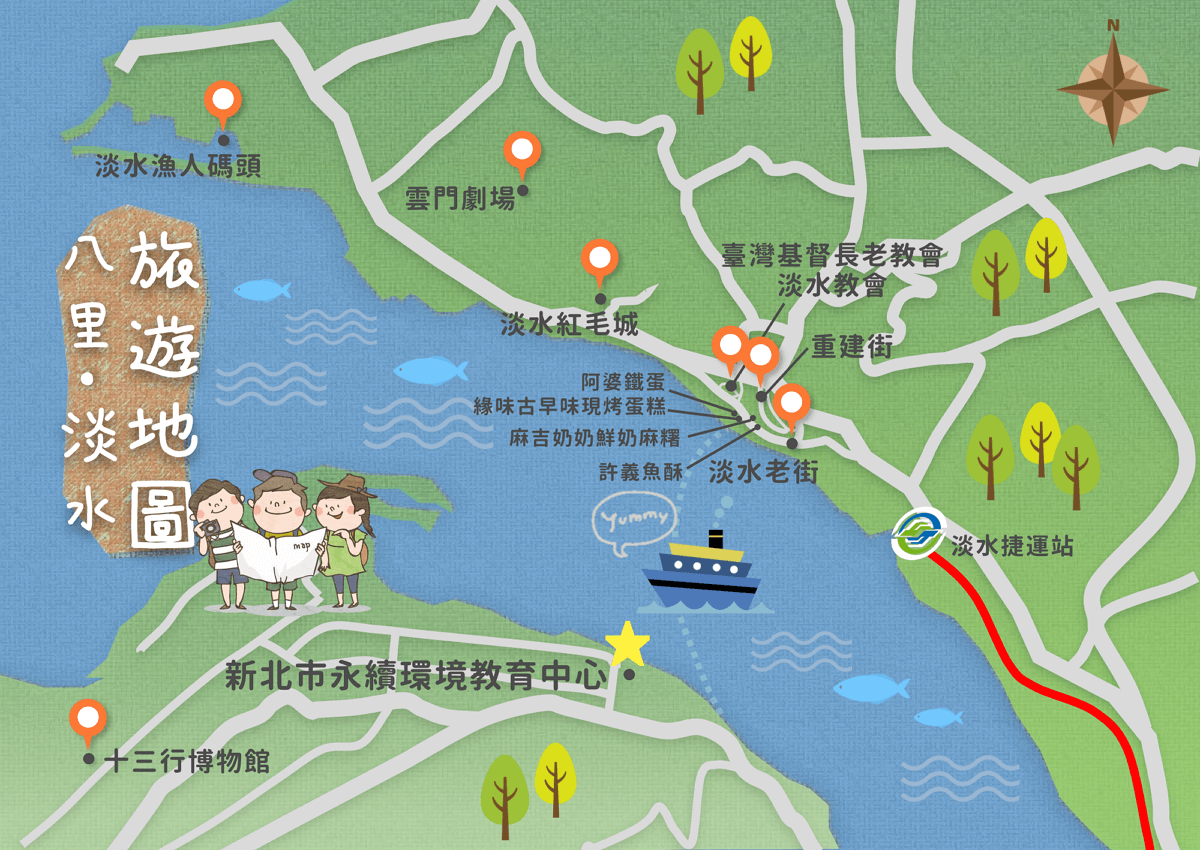 旅遊地圖
八里·淡水
N
淡水漁人碼頭
雲門劇場
臺灣基督長老教會
淡水教會
淡水紅毛城
重建街
阿婆鐵蛋
緣味古早味現烤蛋糕
麻吉奶奶鮮奶麻糬
許義魚酥
淡水老街
Yummy
淡水捷運站
map
新北市永續環境教育中心
十三行博物館